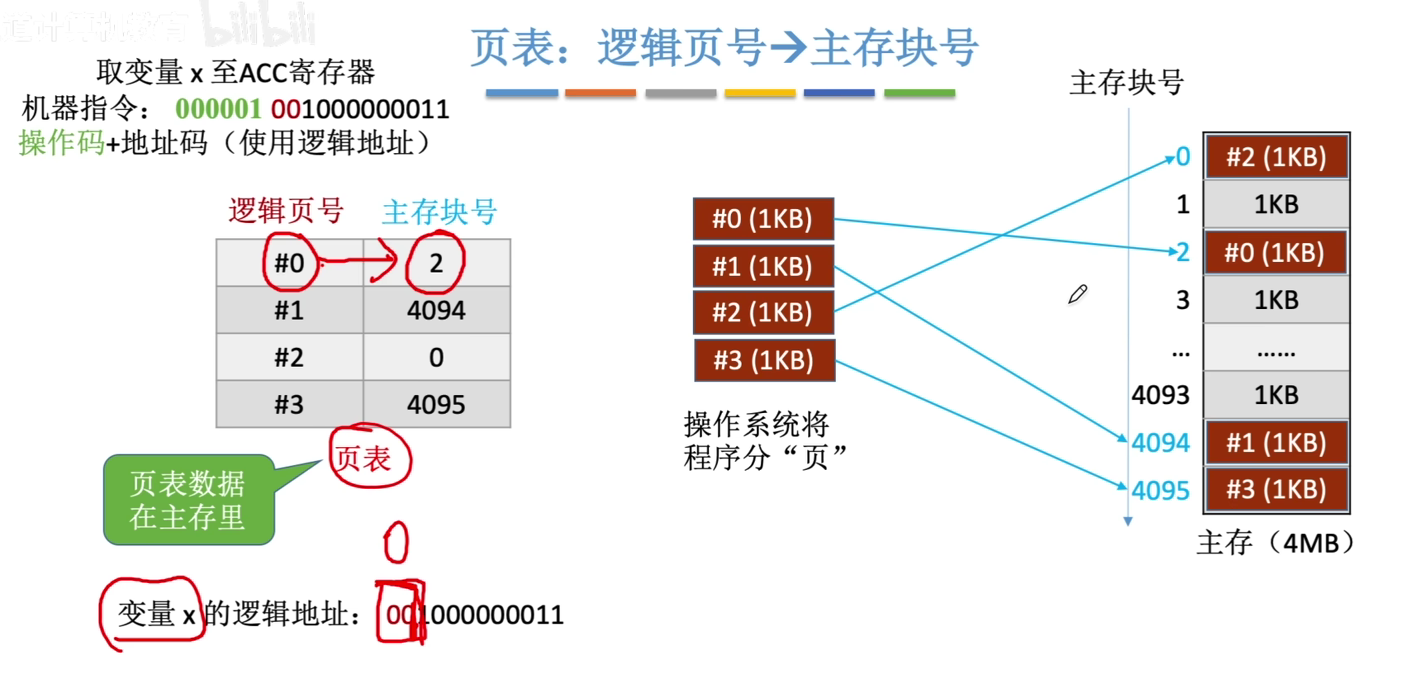 bilibili
页表：逻辑页号→主存块号
取变量 x 至ACC寄存器
机器指令： 000001 001000000011
操作码+地址码（使用逻辑地址）
逻辑页号 主存块号
#0 2
#1 4094
#2 0
#3 4095
页表
页表数据
在主存里
0
变量 x 的逻辑地址：001000000011
#0 (1KB)
#1 (1KB)
#2 (1KB)
#3 (1KB)
操作系统将
程序分“页”
主存块号
0 #2 (1KB)
1 1KB
2 #0 (1KB)
3 1KB
... ......
4093 1KB
4094 #1 (1KB)
4095 #3 (1KB)
主存（4MB）